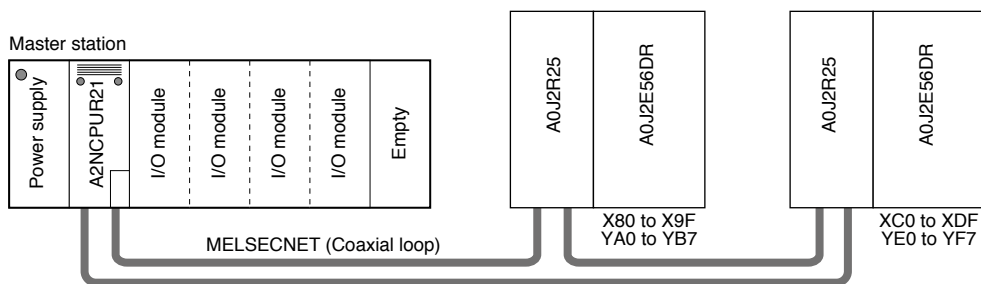 Master station
Power supply
A2NCPUR21
I/O module
I/O module
I/O module
I/O module
Empty
A0J2R25
A0J2E56DR
A0J2R25
A0J2E56DR
X80 to X9F
YA0 to YB7
XC0 to XDF
YE0 to YF7
MELSECNET (Coaxial loop)